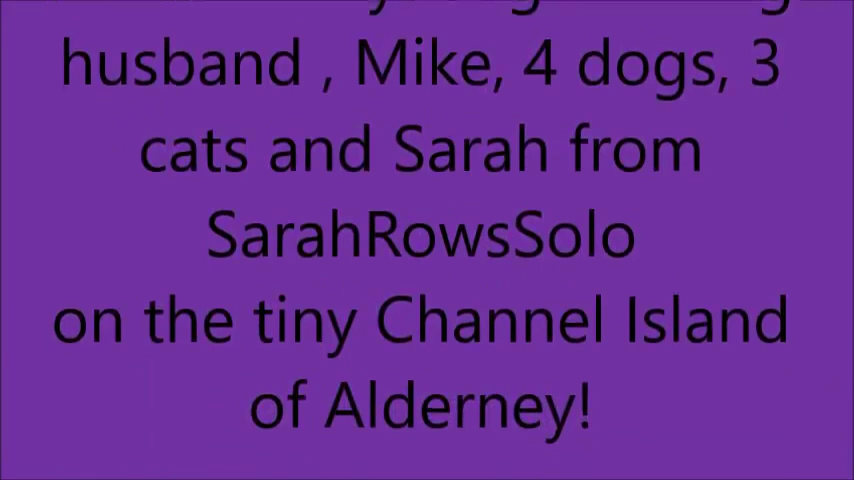 husband , Mike, 4 dogs, 3
cats and Sarah from
SarahRowsSolo
on the tiny Channel Island
of Alderney!